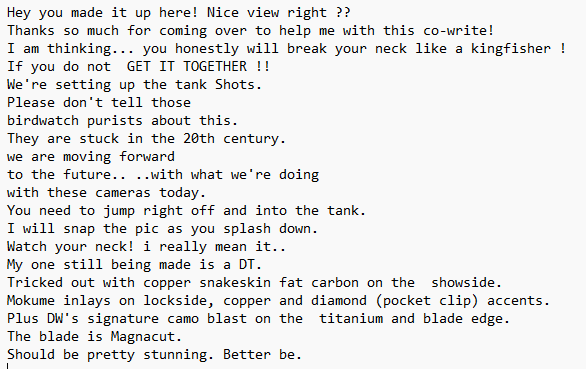 Hey you made it up here! Nice view right ??
Thanks so much for coming over to help me with this co-write!
I am thinking... you honestly will break your neck like a kingfisher !
If you do not  GET IT TOGETHER !!
We're setting up the tank Shots.
Please don't tell those
birdwatch purists about this.
They are stuck in the 20th century.
we are moving forward
to the future.. ..with what we're doing
with these cameras today.
You need to jump right off and into the tank.
I will snap the pic as you splash down.
Watch your neck! i really mean it..
My one still being made is a DT.
Tricked out with copper snakeskin fat carbon on the  showside.
Mokume inlays on lockside, copper and diamond (pocket clip) accents.
Plus DW's signature camo blast on the  titanium and blade edge.
The blade is Magnacut.
Should be pretty stunning. Better be.